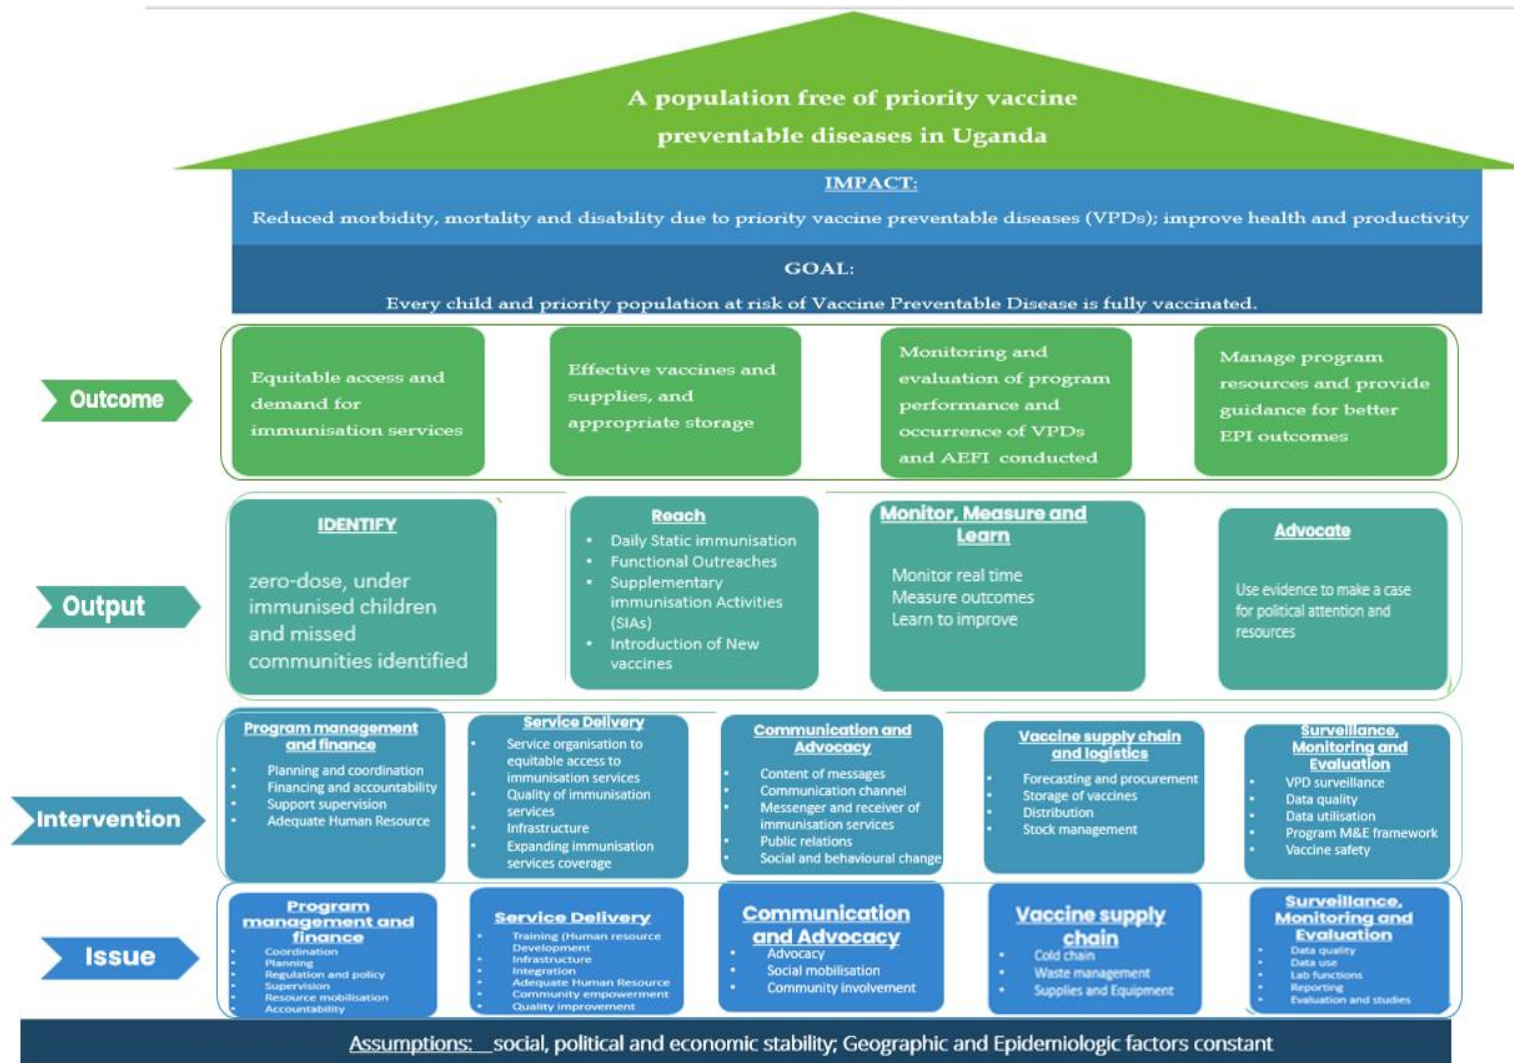 A population free of priority vaccine
preventable diseases in Uganda
IMPACT:
Reduced morbidity, mortality and disability due to priority vaccine preventable diseases (VPDs); improve health and productivity
GOAL:
Every child and priority population at risk of Vaccine Preventable Disease is fully vaccinated.
Outcome
Equitable access and
demand for
immunisation services
Effective vaccines and
supplies, and
appropriate storage
Monitoring and
evaluation of program
performance and
occurrence of VPDs
and AEFI conducted
Manage program
resources and provide
guidance for better
EPI outcomes
Output
IDENTIFY
zero-dose, under
immunised children
and missed
communities identified
Reach
• Daily Static immunisation
• Functional Outreaches
• Supplementary
immunisation Activities
(SIAs)
• Introduction of New
vaccines
Monitor, Measure and
Learn
Monitor real time
Measure outcomes
Learn to improve
Advocate
Use evidence to make a case
for political attention and
resources
Intervention
Program management
and finance
• Planning and coordination
• Financing and accountability
• Support supervision
• Adequate Human Resource
Service Delivery
• Service organisation to
equitable access to
immunisation services
• Quality of immunisation
services
• Infrastructure
• Expanding immunisation
services coverage
Communication and
Advocacy
• Content of messages
• Communication channel
• Messenger and receiver of
immunisation services
• Public relations
• Social and behavioural change
Vaccine supply chain
and logistics
• Forecasting and procurement
• Storage of vaccines
• Distribution
• Stock management
Surveillance,
Monitoring and
Evaluation
• VPD surveillance
• Data quality
• Data utilisation
• Program M&E framework
• Vaccine safety
Issue
Program
management and
finance
• Coordination
• Planning
• Regulation and policy
• Supervision
• Resource mobilisation
• Accountability
Service Delivery
• Training (Human resource
Development
• Infrastructure
• Integration
• Adequate Human Resource
• Community empowerment
• Quality improvement
Communication
and Advocacy
• Advocacy
• Social mobilisation
• Community involvement
Vaccine supply
chain
• Cold chain
• Waste management
• Supplies and Equipment
Surveillance,
Monitoring and
Evaluation
• Data quality
• Data use
• Lab functions
• Reporting
• Evaluation and studies
Assumptions: social, political and economic stability; Geographic and Epidemiologic factors constant